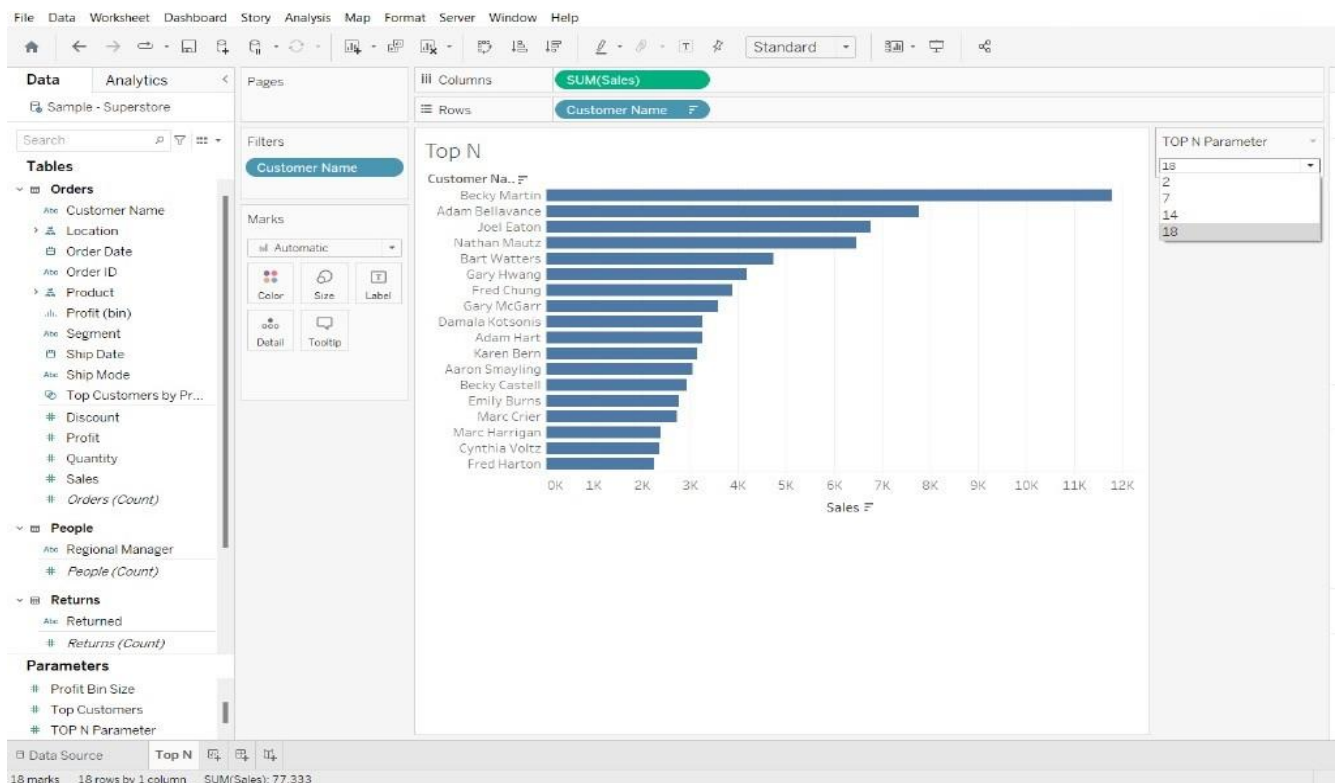 File Data Worksheet Dashboard Story Analysis Map Format Server Window Help
Standard
Data Analytics
Sample - Superstore
Search
Tables
Orders
Abc Customer Name
Location
Order Date
Abc Order ID
Product
Profit (bin)
Abc Segment
Ship Date
Abc Ship Mode
Top Customers by Pr...
# Discount
# Profit
# Quantity
# Sales
# Orders (Count)
People
Abc Regional Manager
# People (Count)
Returns
Abc Returned
# Returns (Count)
Parameters
# Profit Bin Size
# Top Customers
# TOP N Parameter
Pages
Filters
Customer Name
Marks
Automatic
Color Size Label
Detail Tooltip
Columns SUM(Sales)
Rows Customer Name
Top N
Customer Na..
Becky Martin
Adam Bellavance
Joel Eaton
Nathan Mautz
Bart Watters
Gary Hwang
Fred Chung
Gary McGarr
Damala Kotsonis
Adam Hart
Karen Bern
Aaron Smayling
Becky Castell
Emily Burns
Marc Crier
Marc Harrigan
Cynthia Voltz
Fred Harton
0K 1K 2K 3K 4K 5K 6K 7K 8K 9K 10K 11K 12K
Sales
TOP N Parameter
18
2
7
14
18
Data Source Top N
18 marks 18 rows by 1 column SUM(Sales): 77,333